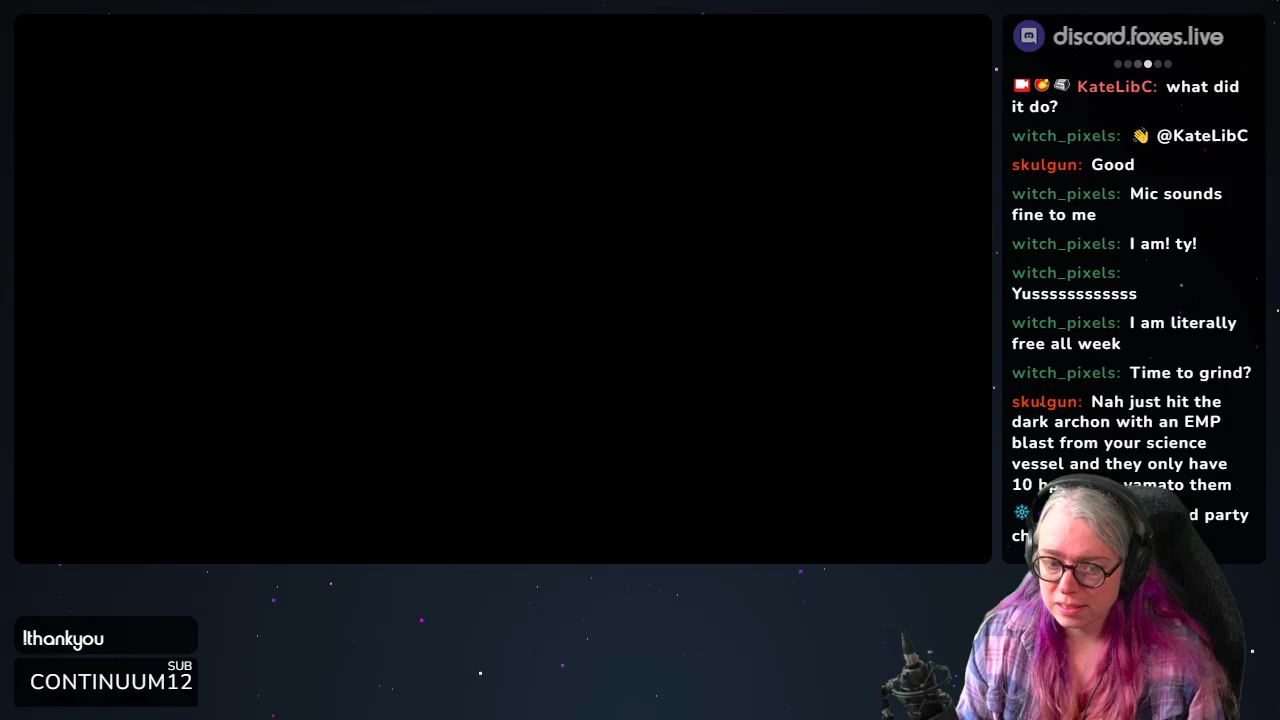 discord.foxes.live
KateLibC: what did
it do?
witch_pixels: 👋 @KateLibC
skulgun: Good
witch_pixels: Mic sounds
fine to me
witch_pixels: I am! ty!
witch_pixels:
Yussssssssssss
witch_pixels: I am literally
free all week
witch_pixels: Time to grind?
skulgun: Nah just hit the
dark archon with an EMP
blast from your science
vessel and they only have
10 yamato them
party
!thankyou
SUB
CONTINUUM12